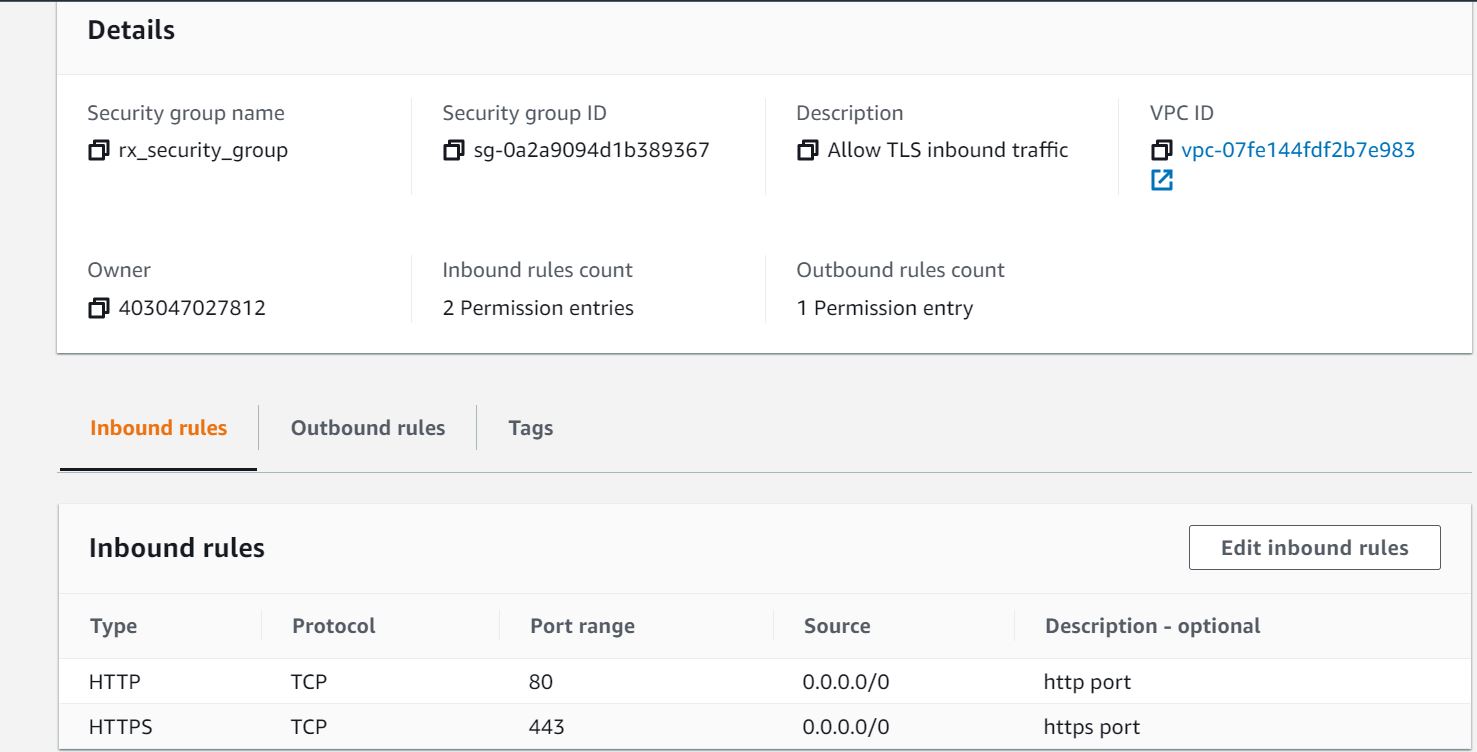 Details
Security group name
Security group ID
Description
VPC ID
rx_security_group
sg-0a2a9094d1b389367
Allow TLS inbound traffic
vpc-07fe144fdf2b7e983
Owner
Inbound rules count
Outbound rules count
403047027812
2 Permission entries
1 Permission entry
Inbound rules
Outbound rules
Tags
Inbound rules
Edit inbound rules
Type Protocol Port range Source Description - optional
HTTP TCP 80 0.0.0.0/0 http port
HTTPS TCP 443 0.0.0.0/0 https port